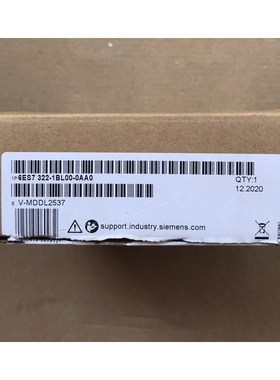 1P 6ES7 322-1BL00-0AA0
QTY:1
12.2020
S V-MDDL2537
support.industry.siemens.com